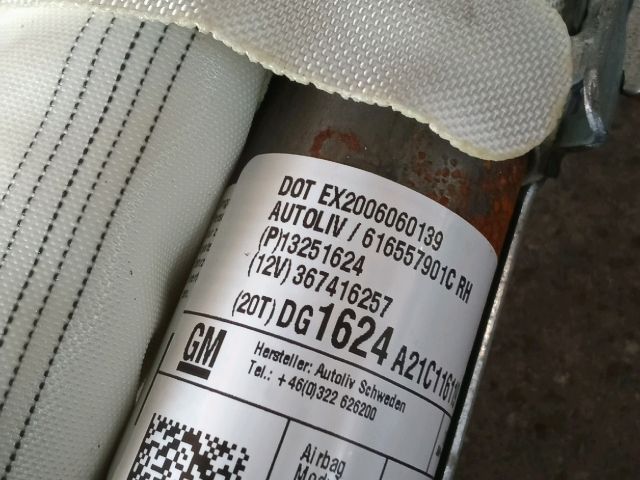 DOT EX2006060139
AUTOLIV / 616557901C RH
(P)13251624
(12V) 367416257
(20T) DG1624
GM
Hersteller: Autoliv Schweden
Tel.: +46(0)322 626200
Airbag